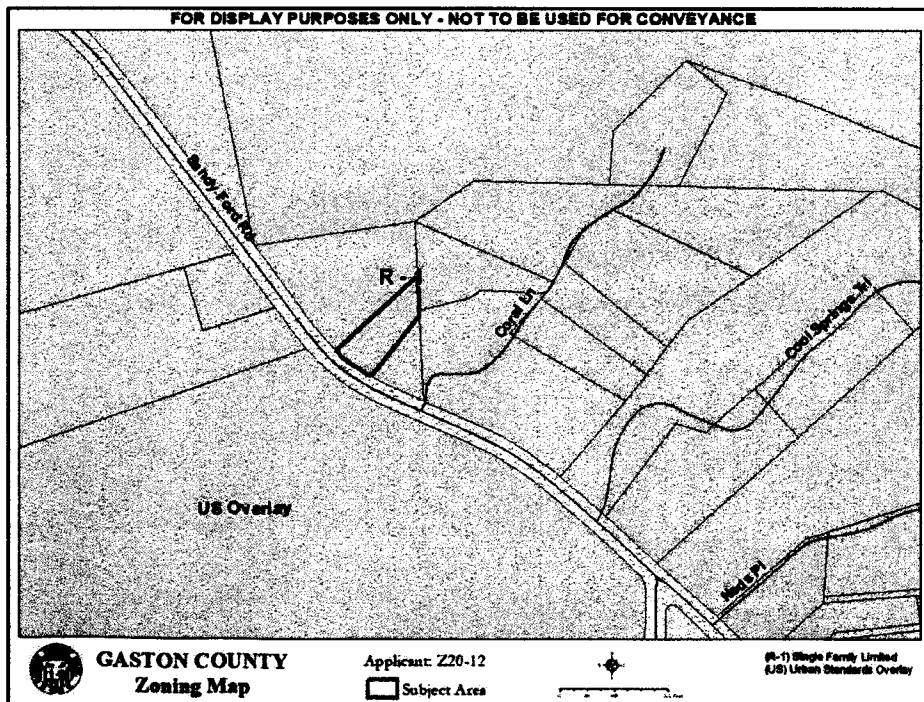 FOR DISPLAY PURPOSES ONLY - NOT TO BE USED FOR CONVEYANCE
Sandy Ford Rd
R -
Coral Ln
Cool Springs Trl
US Overlay
Pl
GASTON COUNTY
Zoning Map
Applicant: Z20-12
Subject Area
(R-1) Single Family Limited
(US) Urban Standards Overlay